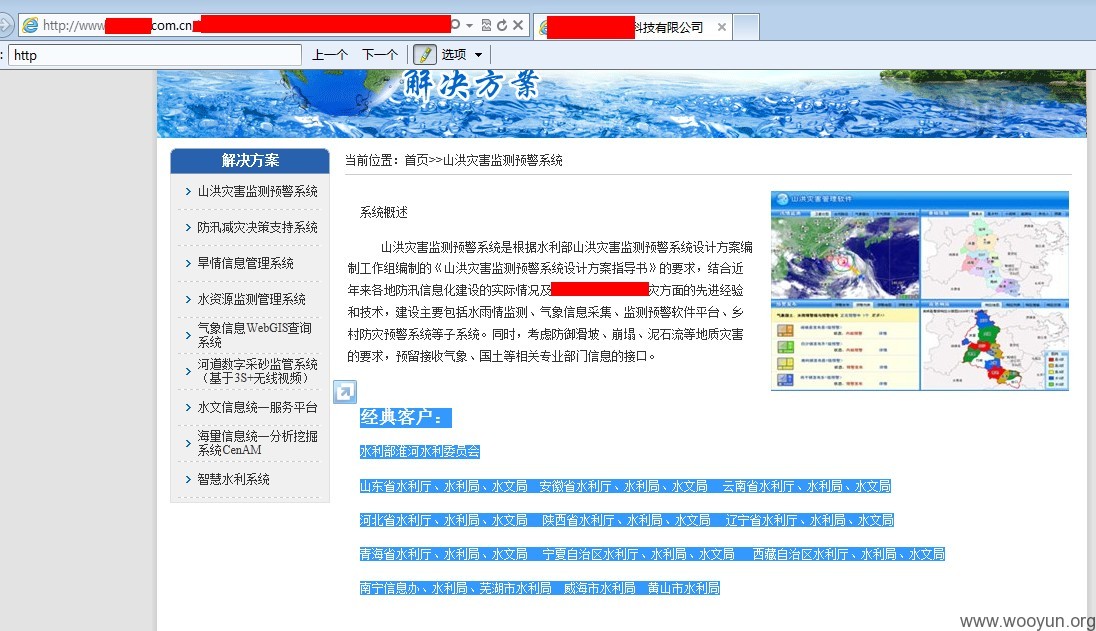 http://www.
com.cn
科技有限公司
http
上一个 下一个 选项
解决方案
解决方案
山洪灾害监测预警系统
防汛减灾决策支持系统
旱情信息管理系统
水资源监测管理系统
气象信息WebGIS查询
系统
河道数字采砂监管系统
（基于3S+无线视频）
水文信息统一服务平台
海量信息统一分析挖掘
系统CenAM
智慧水利系统
当前位置：首页>>山洪灾害监测预警系统
系统概述
山洪灾害监测预警系统是根据水利部山洪灾害监测预警系统设计方案编
制工作组编制的《山洪灾害监测预警系统设计方案指导书》的要求，结合近
年来各地防汛信息化建设的实际情况及
灾方面的先进经验
和技术，建设主要包括水雨情监测、气象信息采集、监测预警软件平台、乡
村防灾预警系统等子系统。同时，考虑防御滑坡、崩塌、泥石流等地质灾害
的要求，预留接收气象、国土等相关专业部门信息的接口。
山洪灾害管理软件
经典客户：
水利部淮河水利委员会
山东省水利厅、水利局、水文局 安徽省水利厅、水利局、水文局 云南省水利厅、水利局、水文局
河北省水利厅、水利局、水文局 陕西省水利厅、水利局、水文局 辽宁省水利厅、水利局、水文局
青海省水利厅、水利局、水文局 宁夏自治区水利厅、水利局、水文局 西藏自治区水利厅、水利局、水文局
南宁信息办、水利局、芜湖市水利局 威海市水利局 黄山市水利局
www.wooyun.org